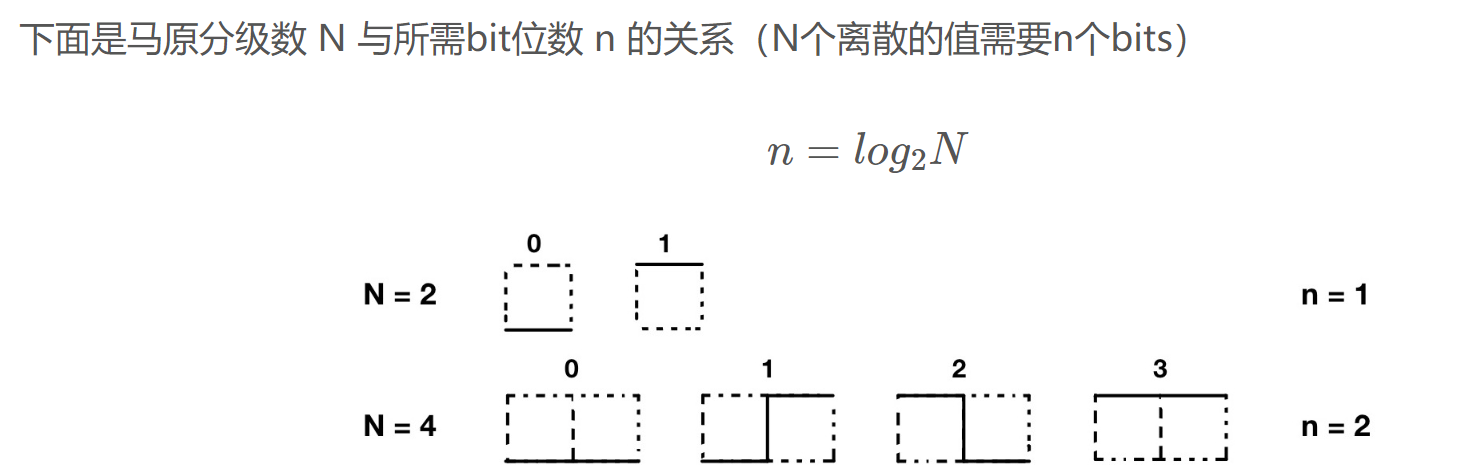 下面是马原分级数 N 与所需bit位数 n 的关系（N个离散的值需要n个bits）
n = log₂N
0 1
N = 2 n = 1
0 1 2 3
N = 4 n = 2